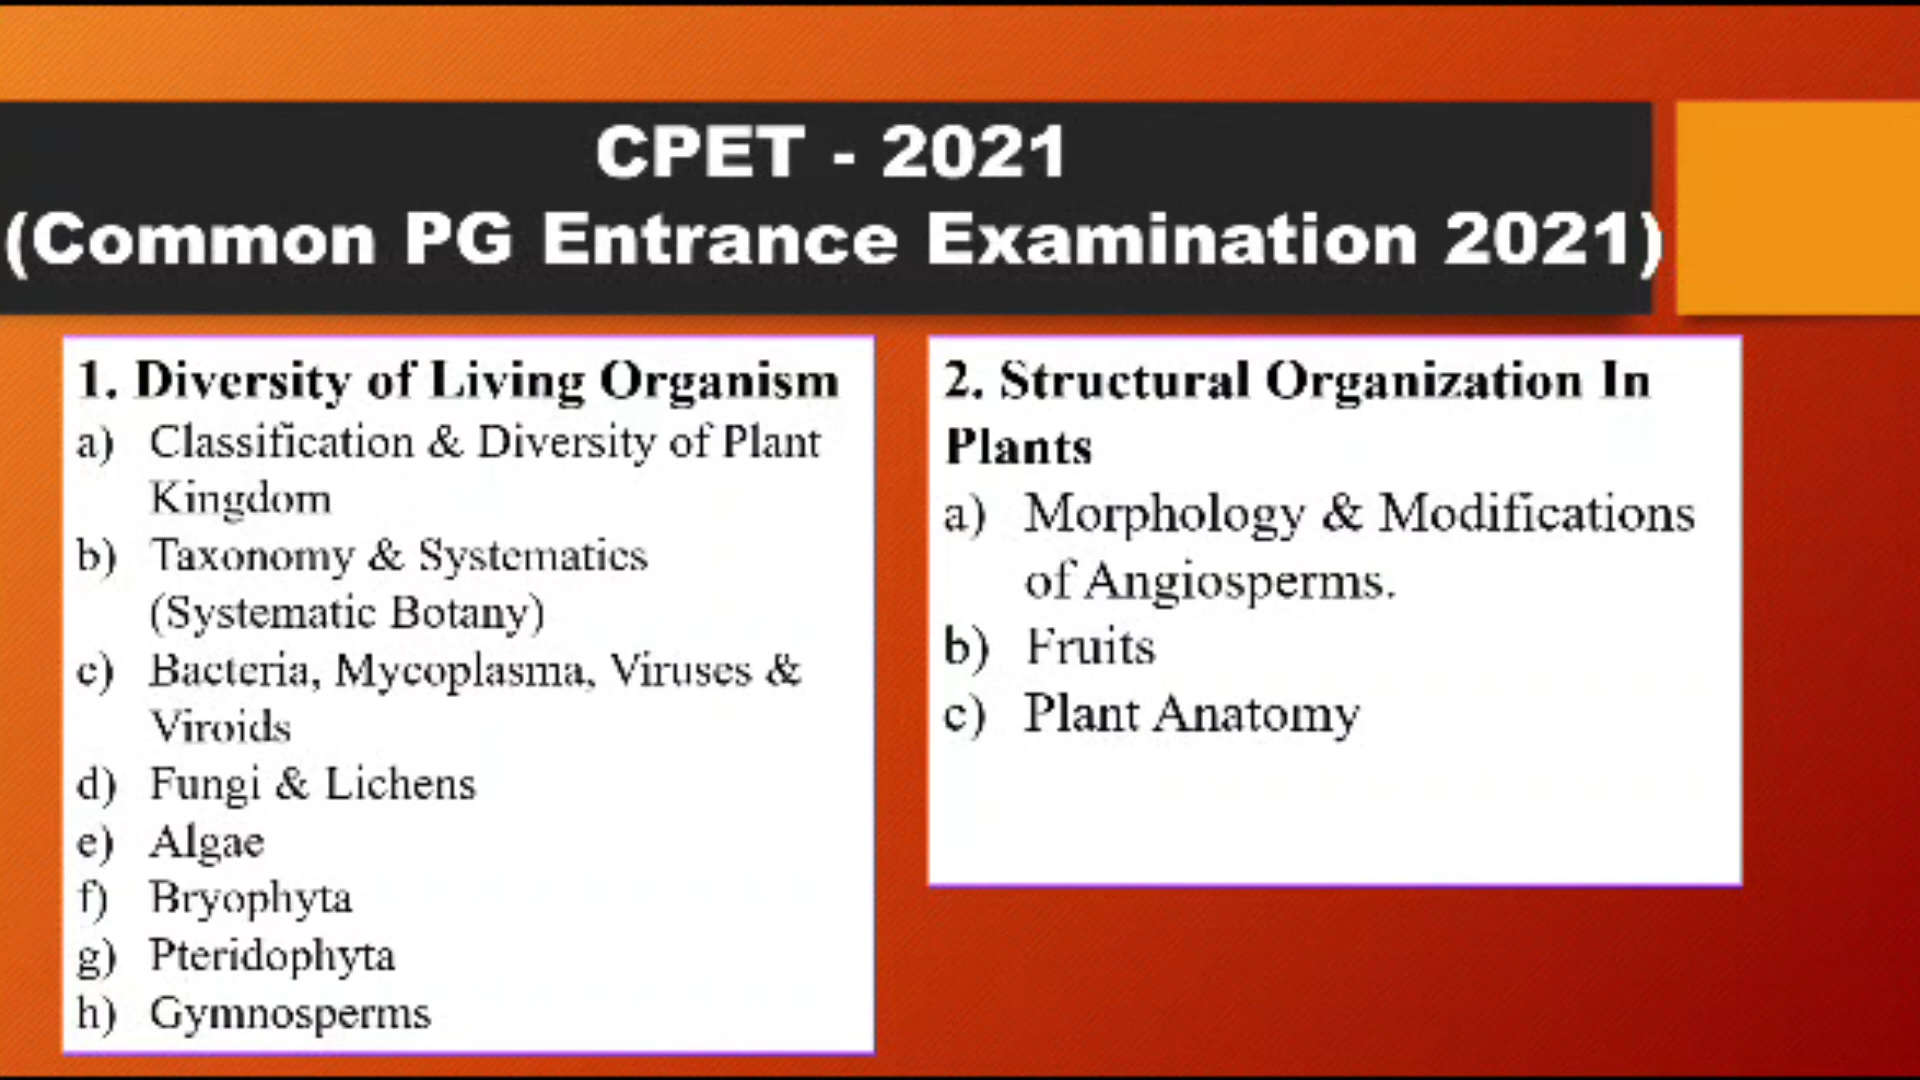 CPET - 2021
(Common PG Entrance Examination 2021)
1. Diversity of Living Organism
a) Classification & Diversity of Plant
Kingdom
b) Taxonomy & Systematics
(Systematic Botany)
c) Bacteria, Mycoplasma, Viruses &
Viroids
d) Fungi & Lichens
e) Algae
f) Bryophyta
g) Pteridophyta
h) Gymnosperms
2. Structural Organization In
Plants
a) Morphology & Modifications
of Angiosperms.
b) Fruits
c) Plant Anatomy